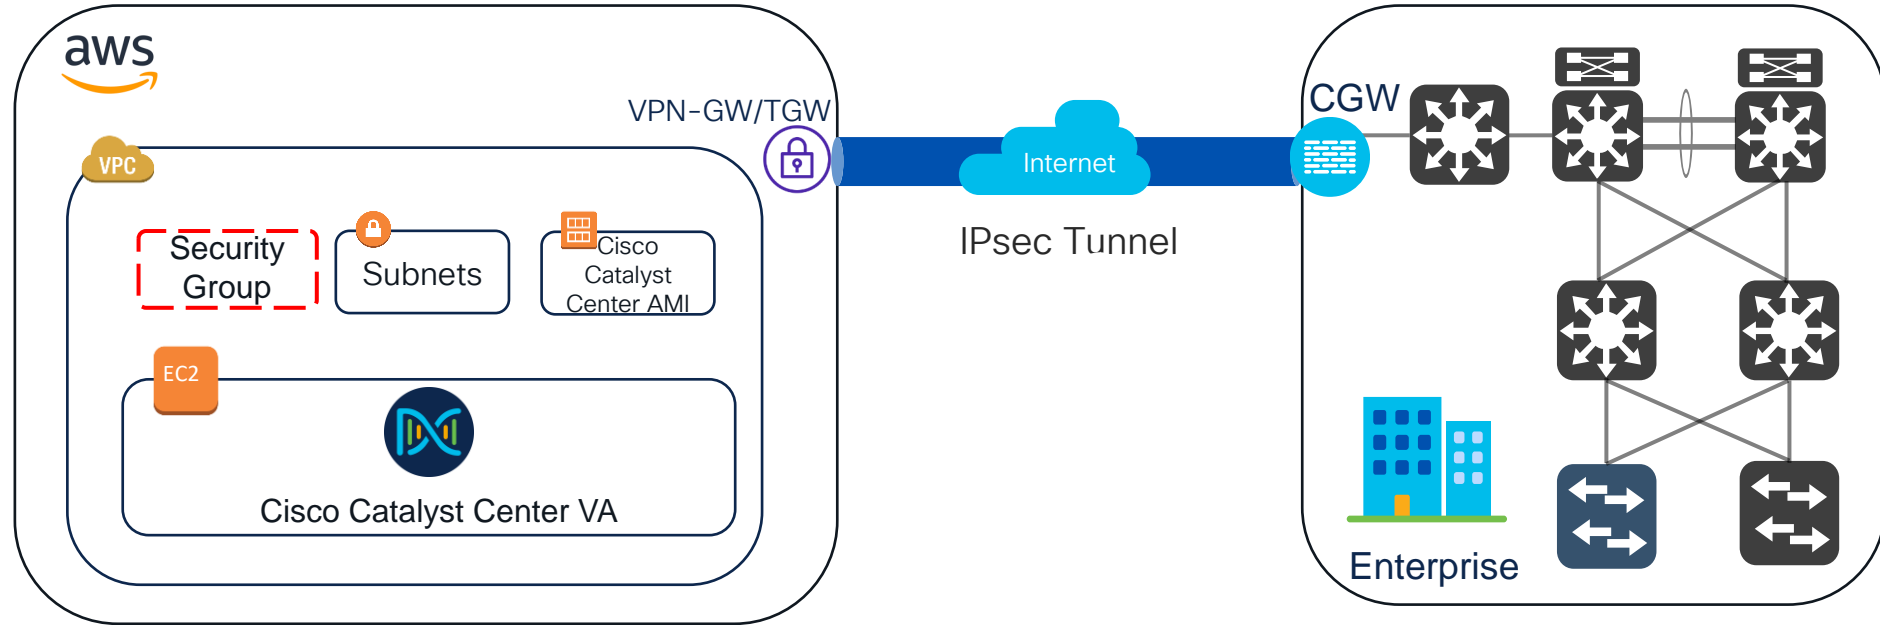 aws
VPN-GW/TGW
CGW
VPC
Internet
IPsec Tunnel
Security
Group
Subnets
Cisco
Catalyst
Center AMI
EC2
Cisco Catalyst Center VA
Enterprise